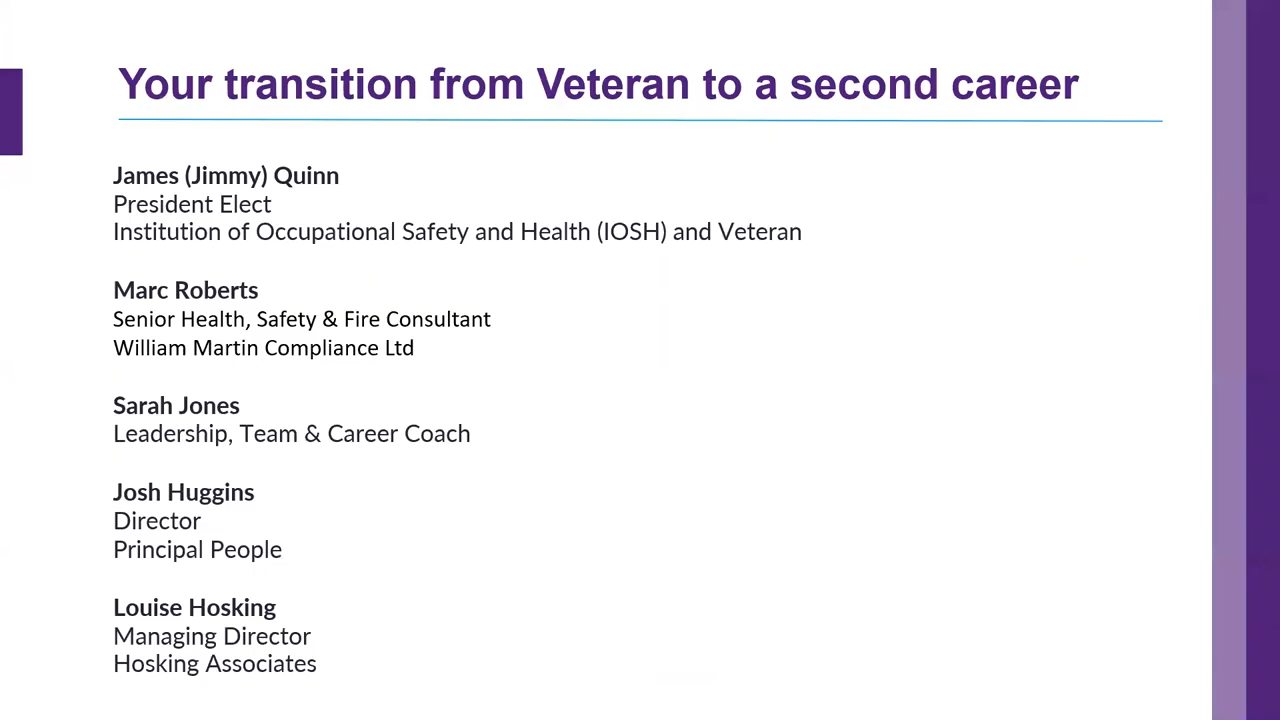 Your transition from Veteran to a second career
James (Jimmy) Quinn
President Elect
Institution of Occupational Safety and Health (IOSH) and Veteran
Marc Roberts
Senior Health, Safety & Fire Consultant
William Martin Compliance Ltd
Sarah Jones
Leadership, Team & Career Coach
Josh Huggins
Director
Principal People
Louise Hosking
Managing Director
Hosking Associates